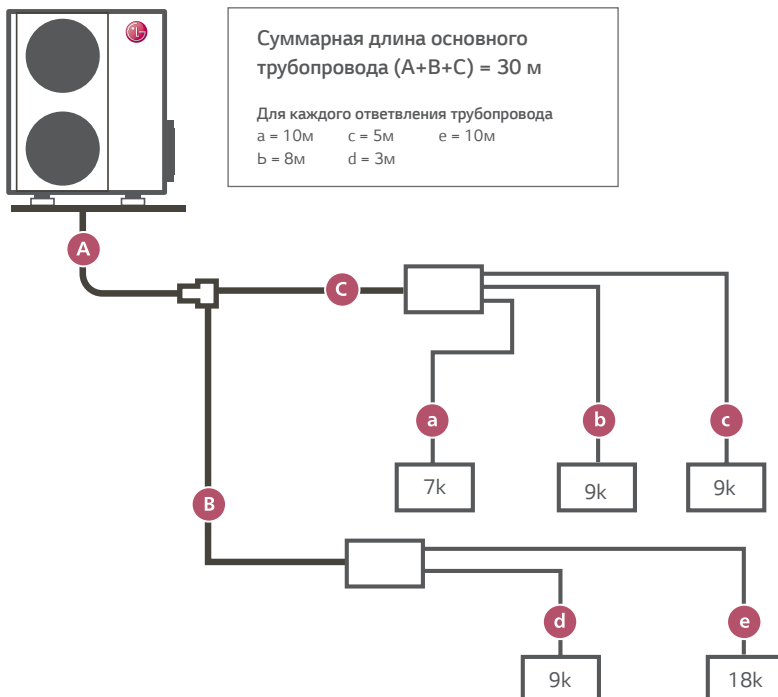 LG
Суммарная длина основного
трубопровода (A+B+C) = 30 м
Для каждого ответвления трубопровода
a = 10м c = 5м e = 10м
b = 8м d = 3м
A
C
a
b
c
7k
9k
9k
B
d
e
9k
18k